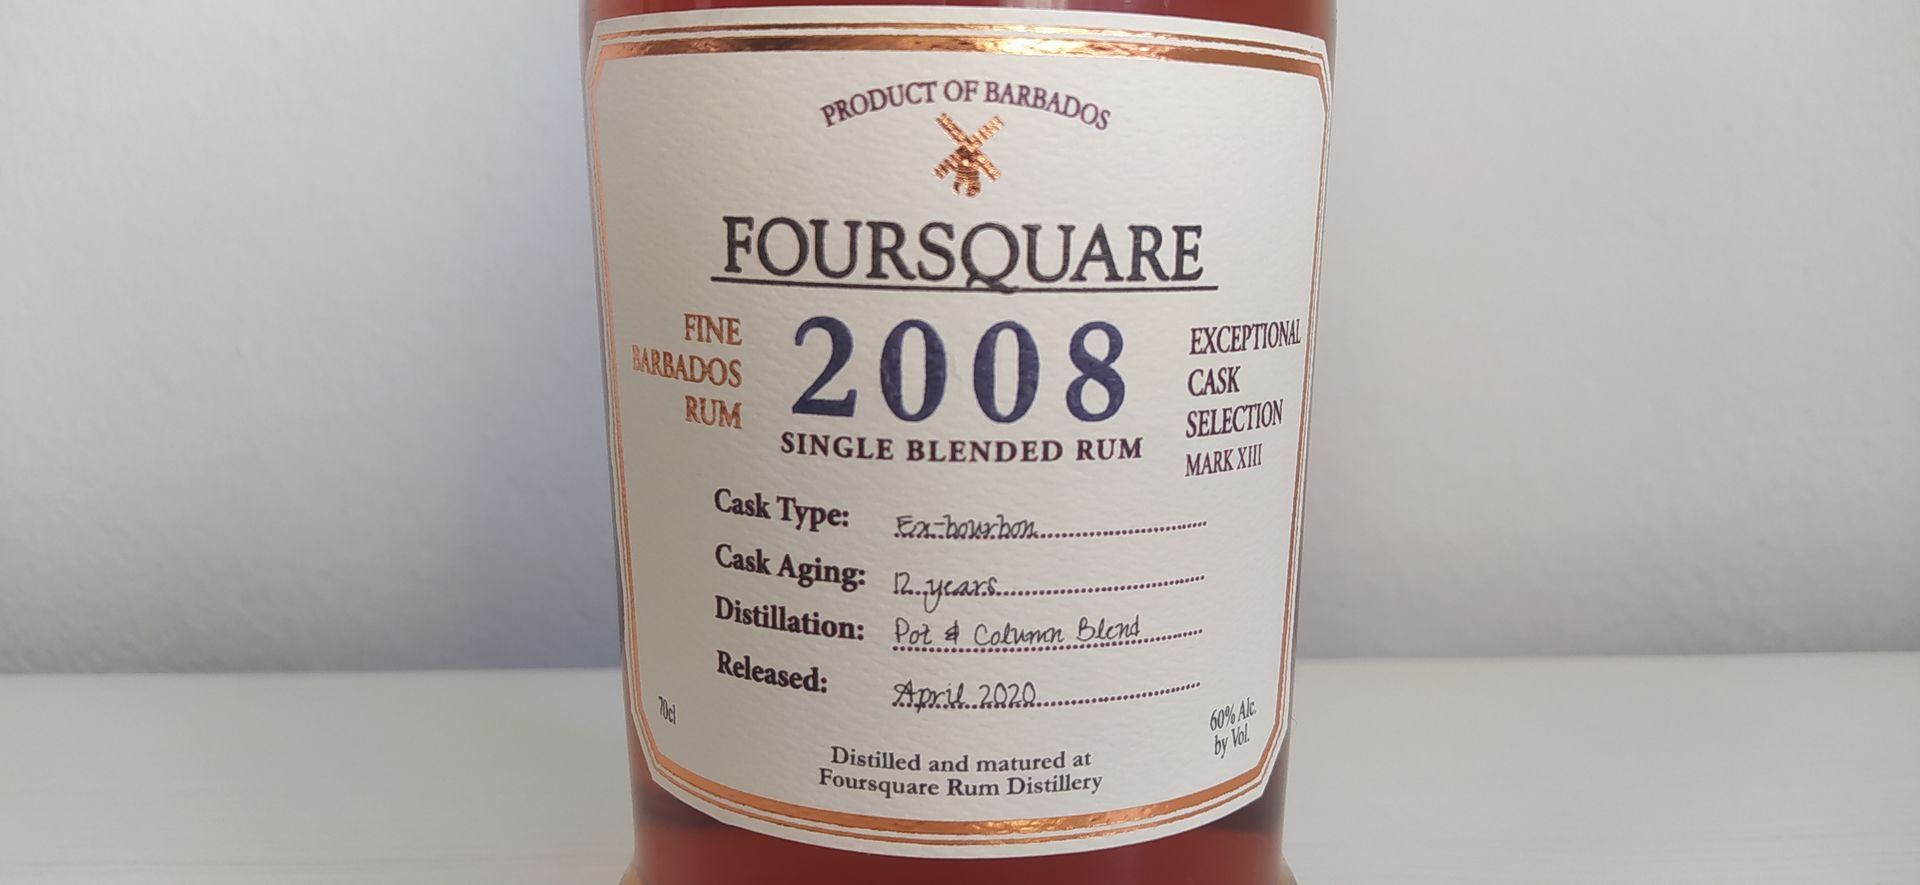 PRODUCT OF BARBADOS
FOURSQUARE
FINE
BARBADOS
RUM
2008
SINGLE BLENDED RUM
EXCEPTIONAL
CASK
SELECTION
MARK XIII
Cask Type: Ex-bourbon
Cask Aging: 12 years
Distillation: Pot & Column Blend
Released: April 2020
70cl
60% Alc.
by Vol.
Distilled and matured at
Foursquare Rum Distillery